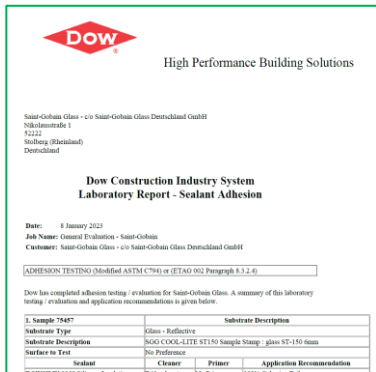 Dow
®
High Performance Building Solutions
Saint-Gobain Glass - c/o Saint-Gobain Glass Deutschland GmbH
Nikolausstraße 1
52222
Stolberg (Rheinland)
Deutschland
Dow Construction Industry System
Laboratory Report - Sealant Adhesion
Date: 8 January 2023
Job Name: General Evaluation - Saint-Gobain
Customer: Saint-Gobain Glass - c/o Saint-Gobain Glass Deutschland GmbH
ADHESION TESTING (Modified ASTM C794) or (ETAO 002 Paragraph 8.3.2.4)
Dow has completed adhesion testing / evaluation for Saint-Gobain Glass. A summary of this laboratory
testing / evaluation and application recommendations is given below.
1. Sample 75457 Substrate Description
Substrate Type Glass - Reflective
Substrate SGG COOL-LITE ST150 Sample Stamp : glass ST-150 6mm
Surface to Test No Preference
Sealant Cleaner Primer Application Recommendation